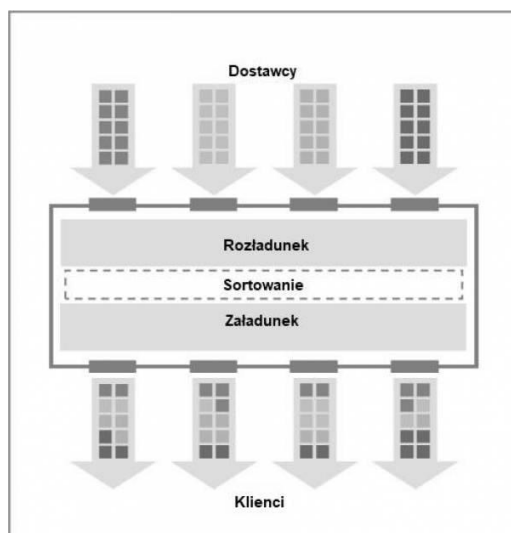 Dostawcy
Rozładunek
Sortowanie
Załadunek
Klienci